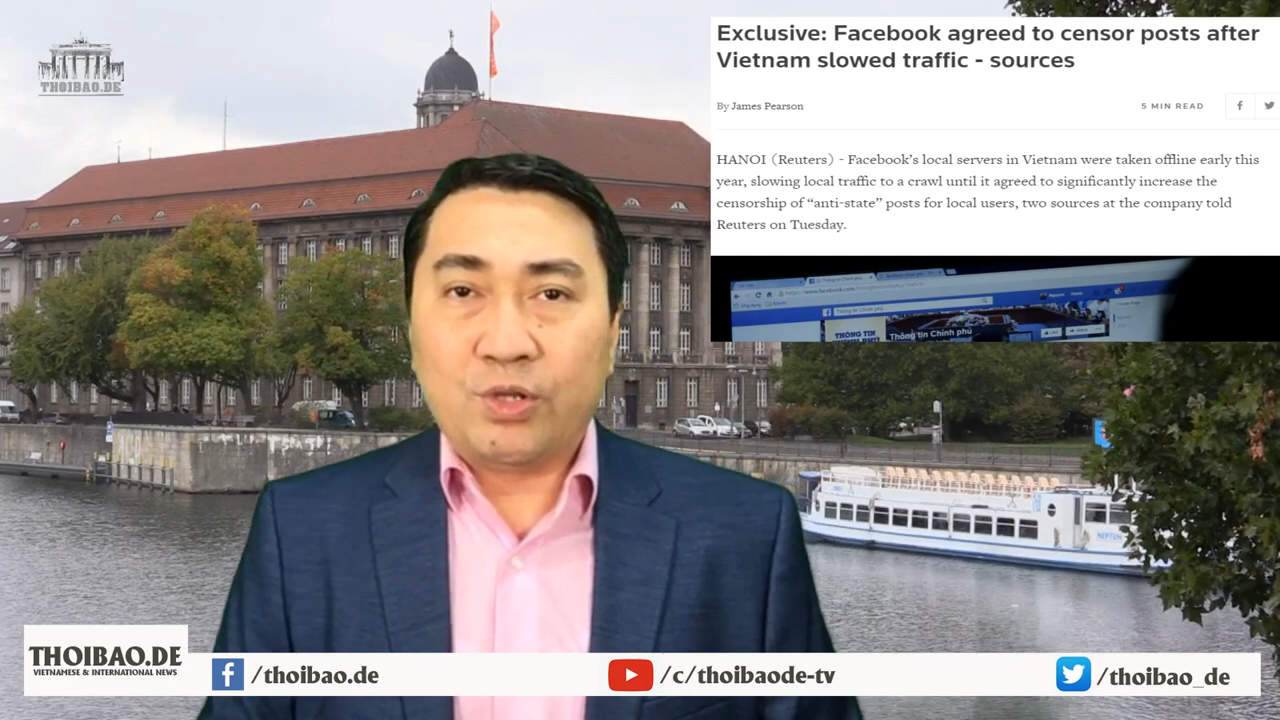 THOIBAO.DE
Exclusive: Facebook agreed to censor posts after
Vietnam slowed traffic - sources
By James Pearson
5 MIN READ
HANOI (Reuters) - Facebook's local servers in Vietnam were taken offline early this
year, slowing local traffic to a crawl until it agreed to significantly increase the
censorship of “anti-state” posts for local users, two sources at the company told
Reuters on Tuesday.
Thông tin Chính phủ
THÔNG TIN
NEPTUN
THOIBAO.DE
VIETNAMESE & INTERNATIONAL NEWS
/thoibao.de
/c/thoibaode-tv
/thoibao_de